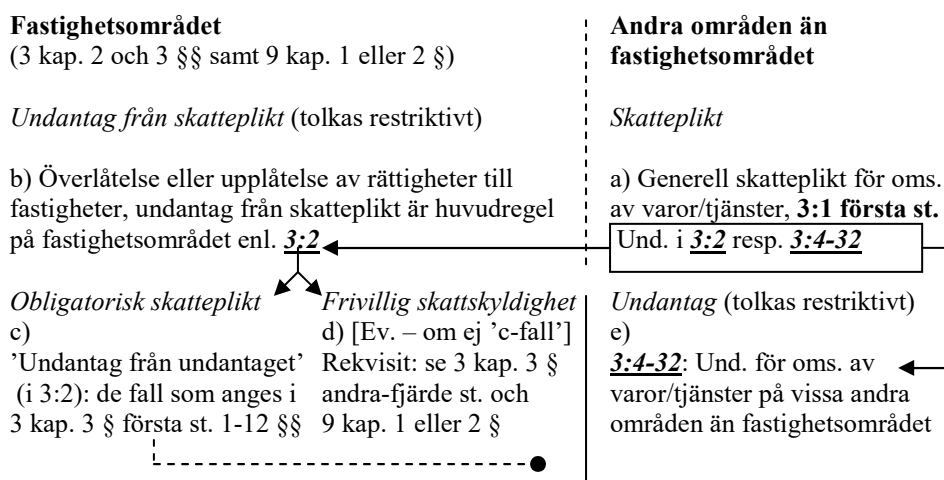 Fastighetsområdet
(3 kap. 2 och 3 §§ samt 9 kap. 1 eller 2 §)
Undantag från skatteplikt (tolkas restriktivt)
b) Överlåtelse eller upplåtelse av rättigheter till
fastigheter, undantag från skatteplikt är huvudregel
på fastighetsområdet enl. 3:2
Obligatorisk skatteplikt
c)
’Undantag från undantaget’
(i 3:2): de fall som anges i
3 kap. 3 § första st. 1-12 §§
Frivillig skattskyldighet
d) [Ev. – om ej ’c-fall’]
Rekvisit: se 3 kap. 3 §
andra-fjärde st. och
9 kap. 1 eller 2 §
Andra områden än
fastighetsområdet
Skatteplikt
a) Generell skatteplikt för oms.
av varor/tjänster, 3:1 första st.
Und. i 3:2 resp. 3:4-32
Undantag (tolkas restriktivt)
e)
3:4-32: Und. för oms. av
varor/tjänster på vissa andra
områden än fastighetsområdet